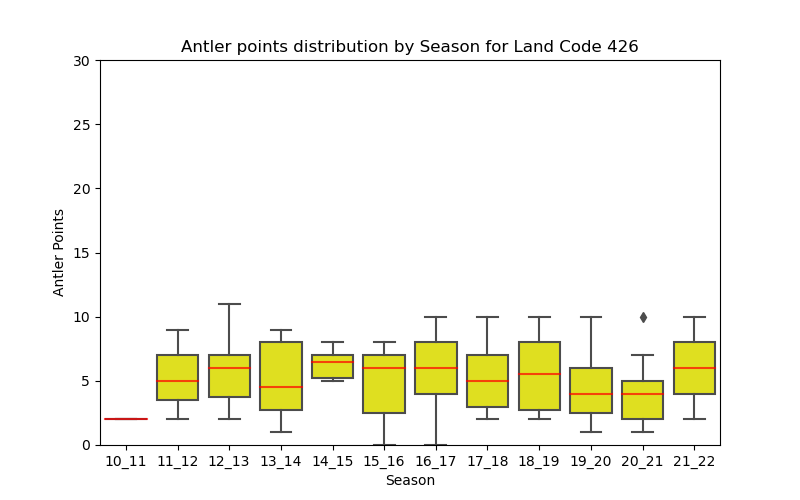 Antler points distribution by Season for Land Code 426
30
25
20
15
10
5
0
Antler Points
10_11 11_12 12_13 13_14 14_15 15_16 16_17 17_18 18_19 19_20 20_21 21_22
Season